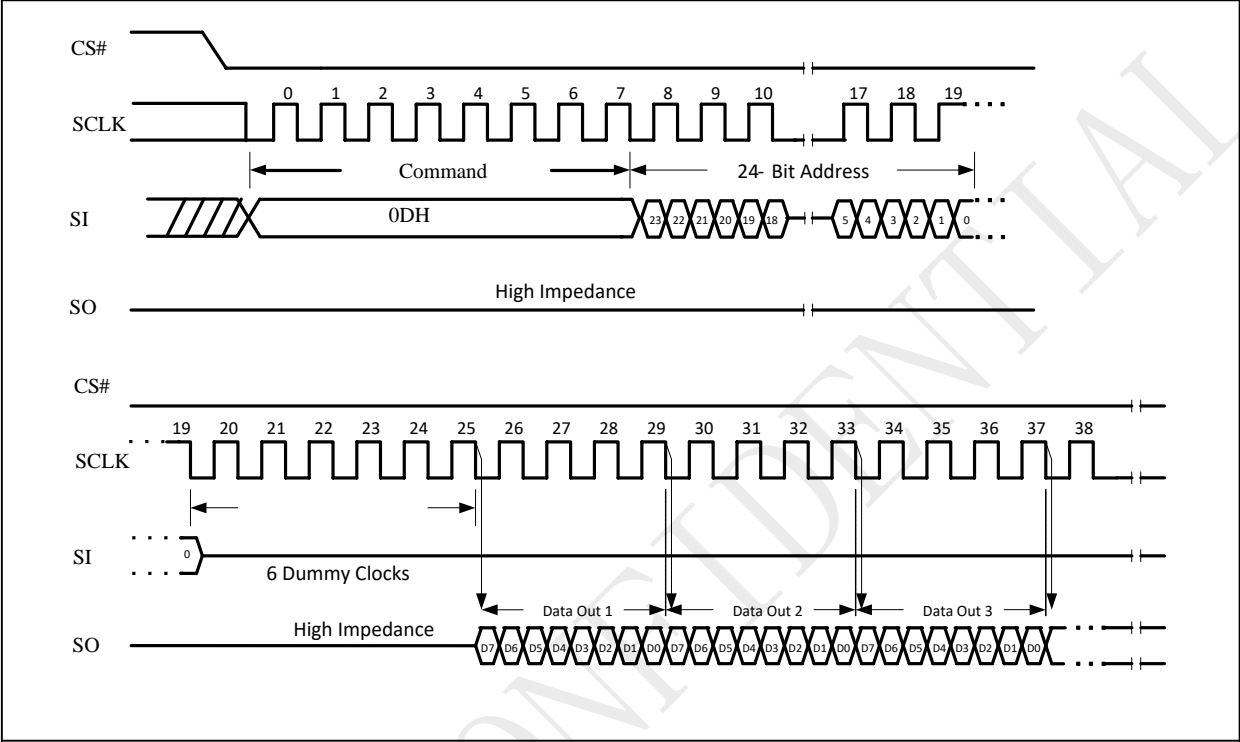 CS#
0 1 2 3 4 5 6 7 8 9 10 17 18 19
SCLK
Command 24- Bit Address
SI 0DH 23 22 21 20 19 18 5 4 3 2 1 0
High Impedance
SO
CS#
19 20 21 22 23 24 25 26 27 28 29 30 31 32 33 34 35 36 37 38
SCLK
SI 0
6 Dummy Clocks
Data Out 1 Data Out 2 Data Out 3
High Impedance
SO D7 D6 D5 D4 D3 D2 D1 D0 D7 D6 D5 D4 D3 D2 D1 D0 D7 D6 D5 D4 D3 D2 D1 D0
ONFIDENTIAL